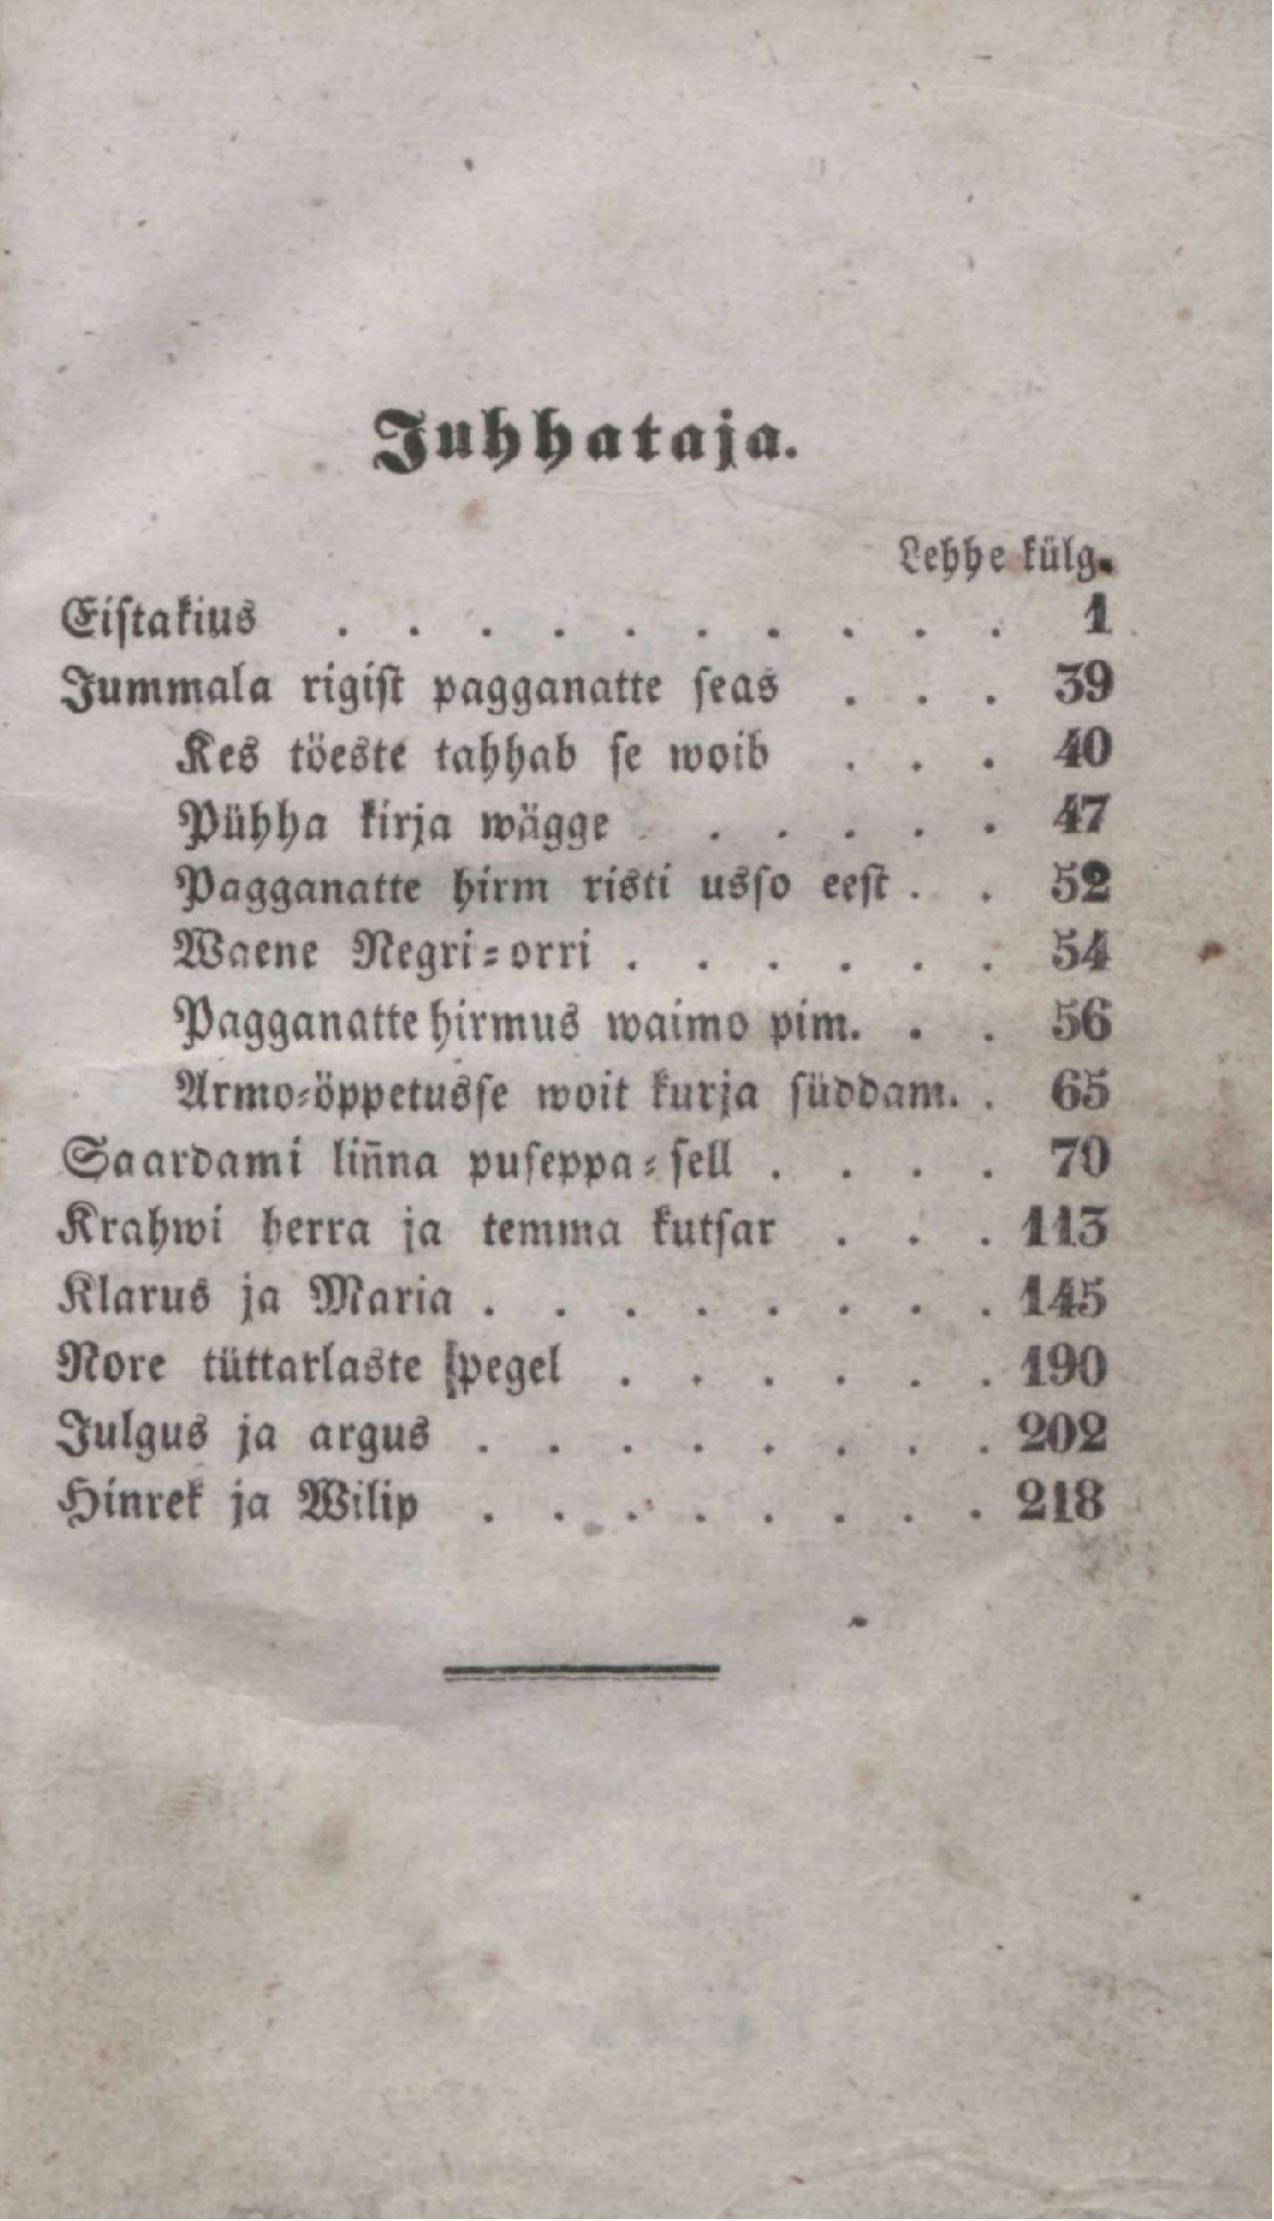 Juhhataja.
Lehhe külg.
Eistakius . . . . . . . . . . 1
Jummala rigist pagganatte seas . . . 39
Kes töeste tahhab se woib . . . 40
Pühha kirja wägge . . . . . 47
Pagganatte hirm risti usso eest . . 52
Waene Negri-orri . . . . . . 54
Pagganatte hirmus waimo pim. . . 56
Armo-öppetusse woit kurja süddam. . 65
Saardami lin̄na puseppa-sell . . . . 70
Krahwi herra ja temma kutsar . . . 113
Klarus ja Maria . . . . . . . . 145
Nore tüttarlaste spegel . . . . . . 190
Julgus ja argus . . . . . . . . 202
Hinrek ja Wilip . . . . . . . . 218